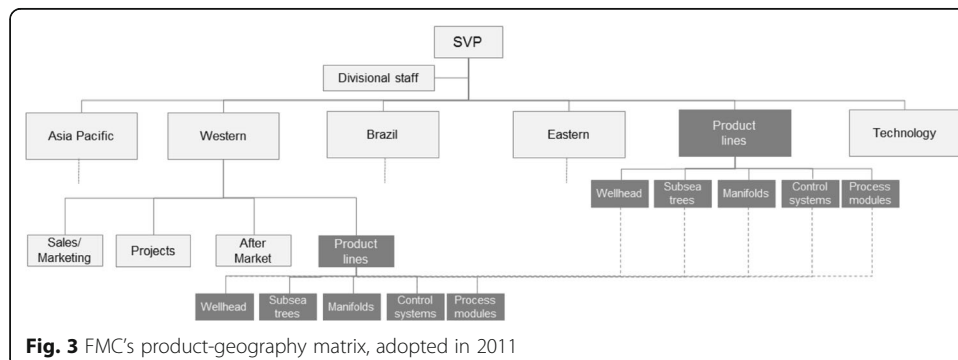 SVP
Divisional staff
Asia Pacific
Western
Brazil
Eastern
Product
lines
Technology
Wellhead
Subsea
trees
Manifolds
Control
systems
Process
modules
Sales/
Marketing
Projects
After
Market
Product
lines
Wellhead
Subsea
trees
Manifolds
Control
systems
Process
modules
Fig. 3 FMC's product-geography matrix, adopted in 2011